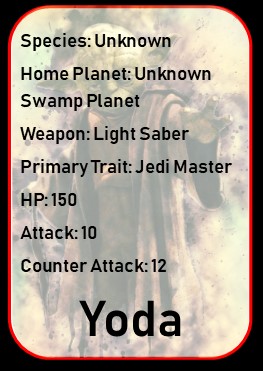 Species: Unknown
Home Planet: Unknown
Swamp Planet
Weapon: Light Saber
Primary Trait: Jedi Master
HP: 150
Attack: 10
Counter Attack: 12
Yoda